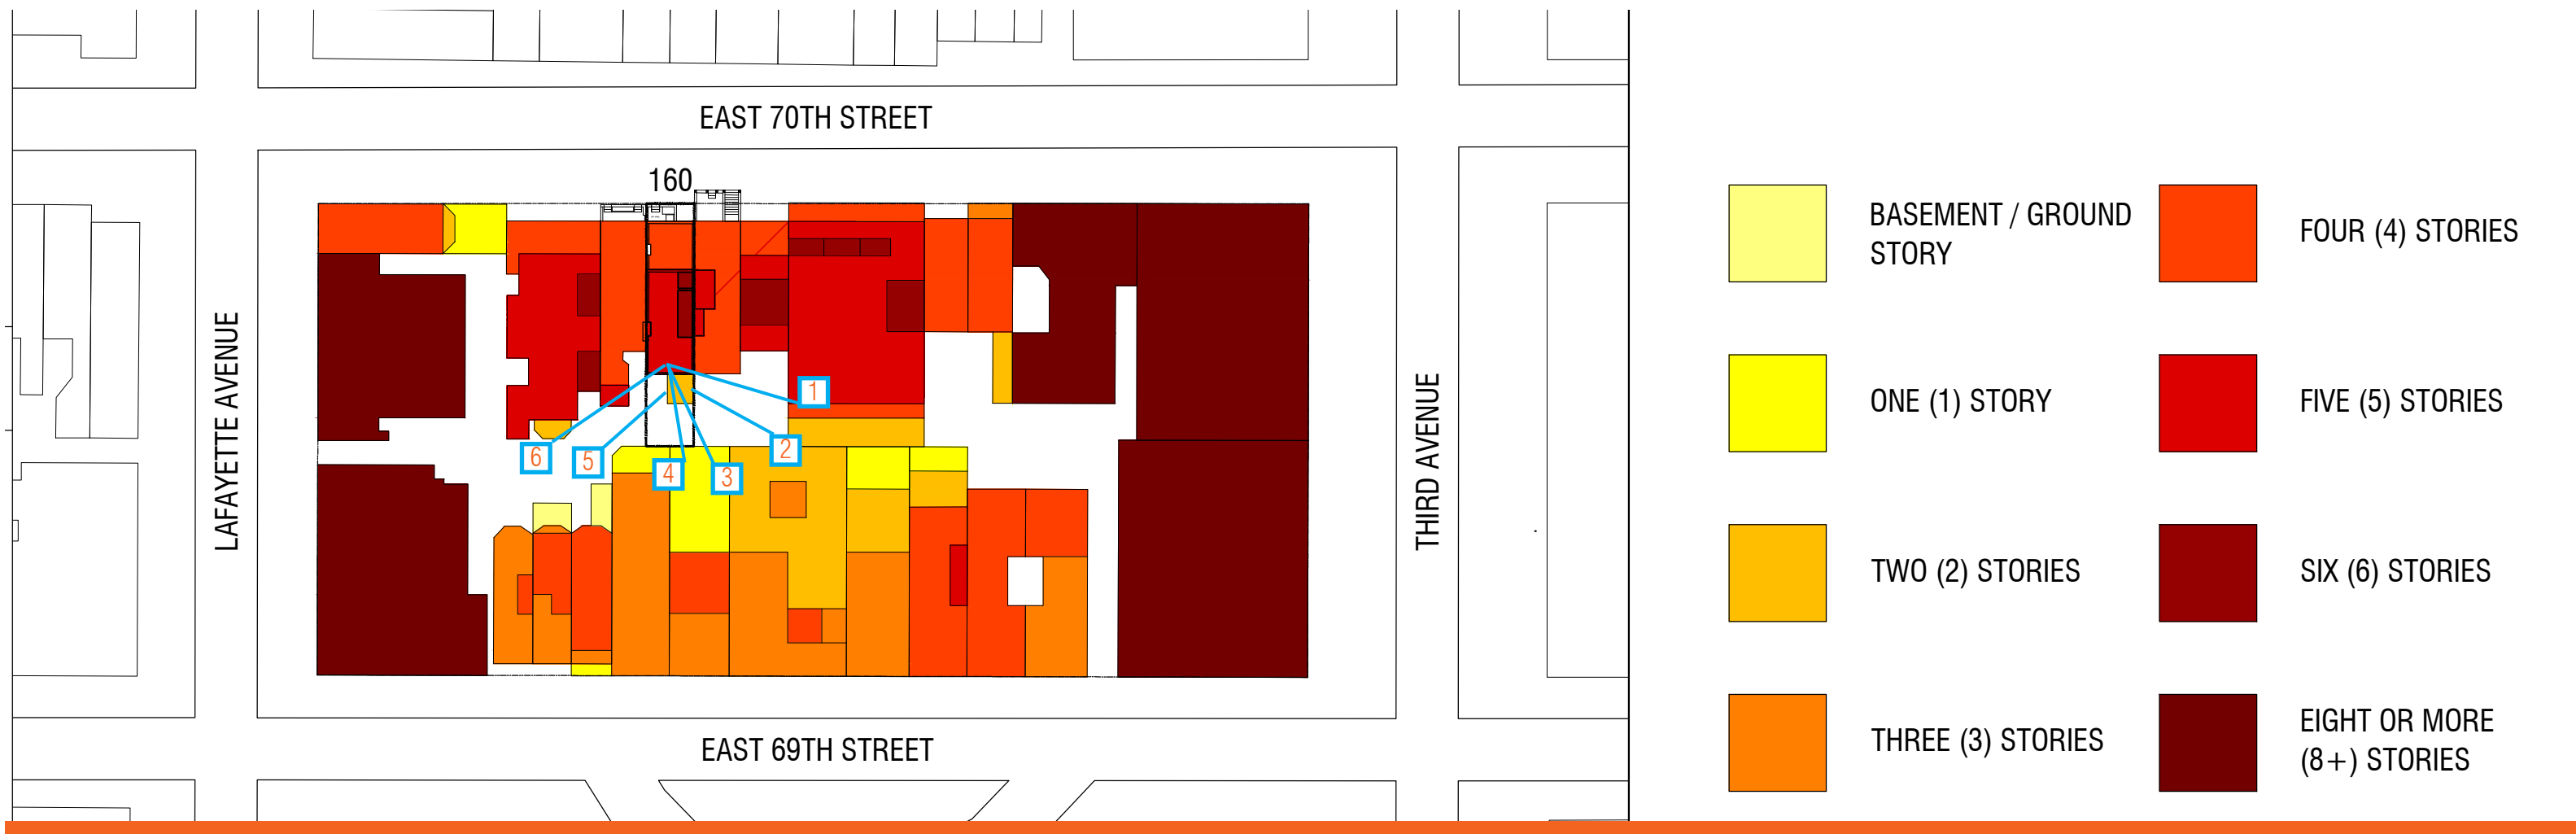 EAST 70TH STREET
160
LAFAYETTE AVENUE
THIRD AVENUE
1
2
3
4
5
6
EAST 69TH STREET
BASEMENT / GROUND
STORY
ONE (1) STORY
TWO (2) STORIES
THREE (3) STORIES
FOUR (4) STORIES
FIVE (5) STORIES
SIX (6) STORIES
EIGHT OR MORE
(8+) STORIES